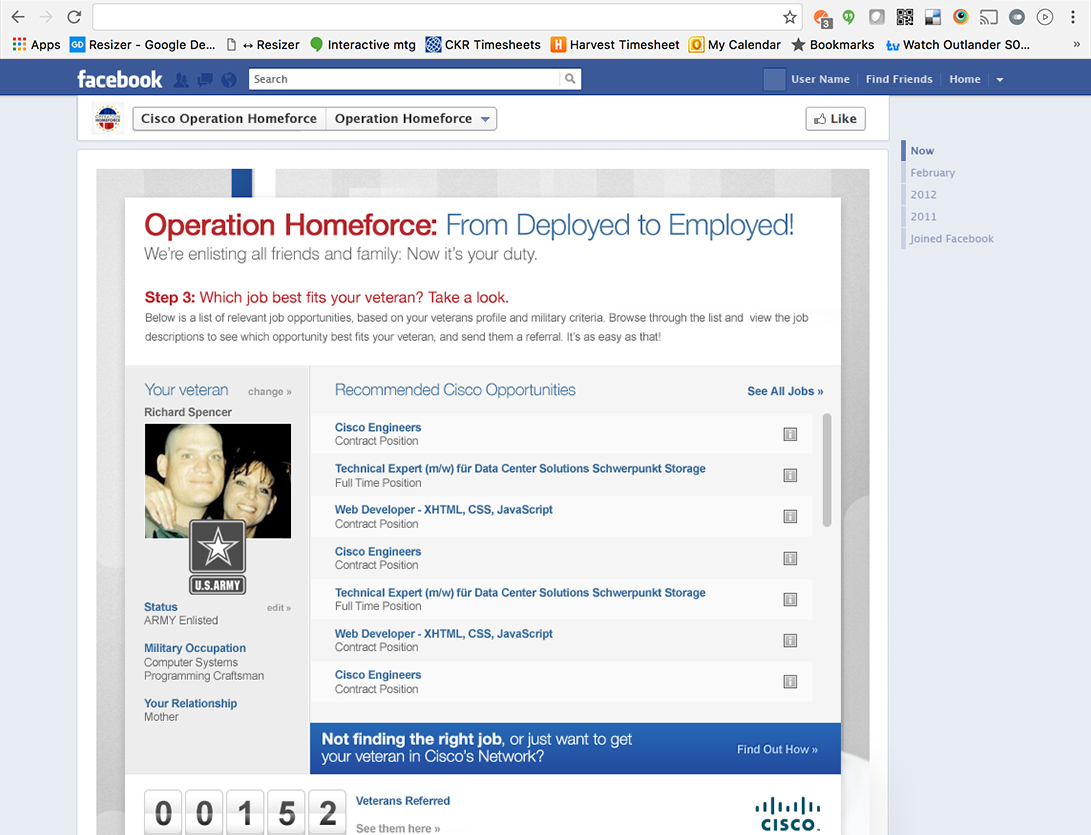 3
Apps
GD Resizer - Google De...
↔ Resizer
Interactive mtg
CKR Timesheets
H Harvest Timesheet
O My Calendar
Bookmarks
tv Watch Outlander S0...
»
facebook
Search
User Name
Find Friends
Home
Cisco Operation Homeforce
Operation Homeforce
Like
Now
February
2012
2011
Joined Facebook
Operation Homeforce: From Deployed to Employed!
We're enlisting all friends and family: Now it's your duty.
Step 3: Which job best fits your veteran? Take a look.
Below is a list of relevant job opportunities, based on your veterans profile and military criteria. Browse through the list and view the job
descriptions to see which opportunity best fits your veteran, and send them a referral. It's as easy as that!
Your veteran
change »
Richard Spencer
U.S.ARMY
Status
edit »
ARMY Enlisted
Military Occupation
Computer Systems
Programming Craftsman
Your Relationship
Mother
Recommended Cisco Opportunities
See All Jobs »
Cisco Engineers
Contract Position
Technical Expert (m/w) für Data Center Solutions Schwerpunkt Storage
Full Time Position
Web Developer - XHTML, CSS, JavaScript
Contract Position
Cisco Engineers
Contract Position
Technical Expert (m/w) für Data Center Solutions Schwerpunkt Storage
Full Time Position
Web Developer - XHTML, CSS, JavaScript
Contract Position
Cisco Engineers
Contract Position
Not finding the right job, or just want to get
your veteran in Cisco's Network?
Find Out How »
0 0 1 5 2
Veterans Referred
See them here »
CISCO